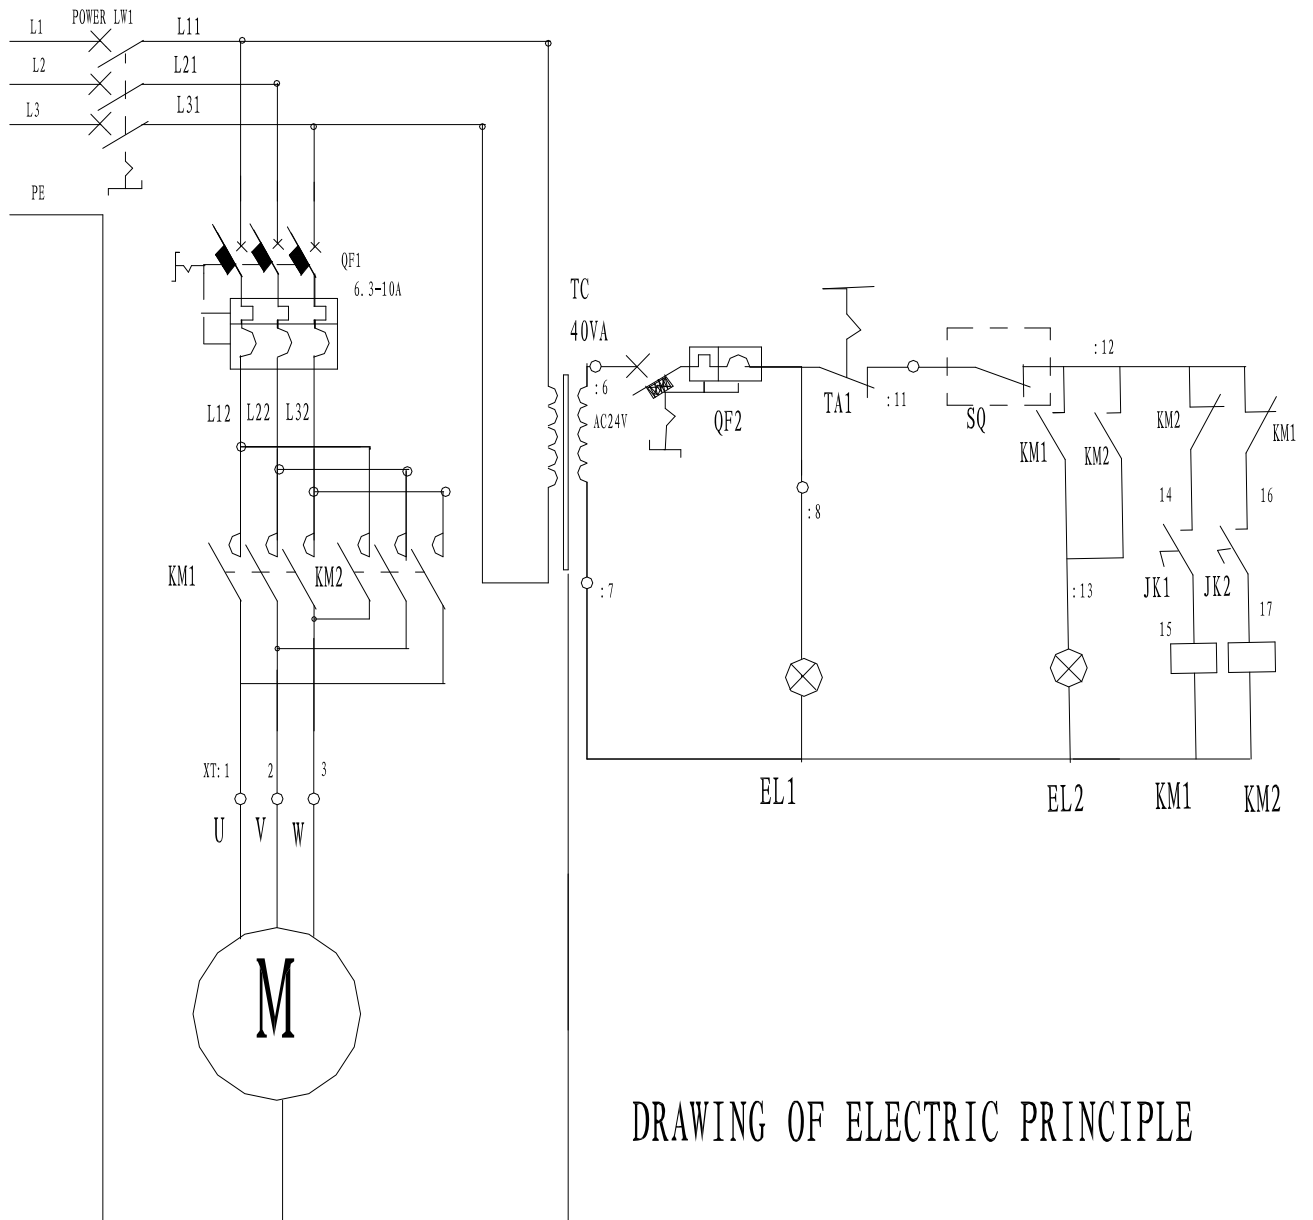 POWER LW1
L1
L11
L2
L21
L3
L31
PE
QF1
6.3-10A
TC
40VA
:6
AC24V
QF2
TA1
:11
SQ
:12
L12 L22 L32
KM1
KM2
KM2
KM1
:8
14
16
KM1
KM2
:7
:13
JK1
JK2
15
17
XT:1
2
3
U
V
W
EL1
EL2
KM1
KM2
M
DRAWING OF ELECTRIC PRINCIPLE